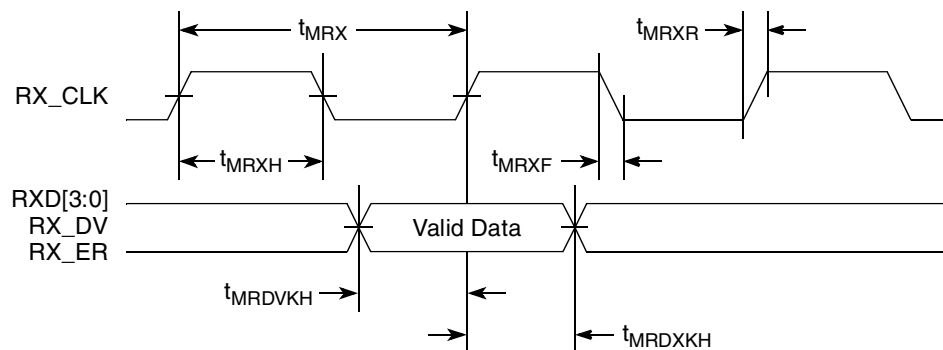 tMRX
tMRXR
RX_CLK
tMRXH
tMRXF
RXD[3:0]
RX_DV
Valid Data
RX_ER
tMRDVKH
tMRDXKH